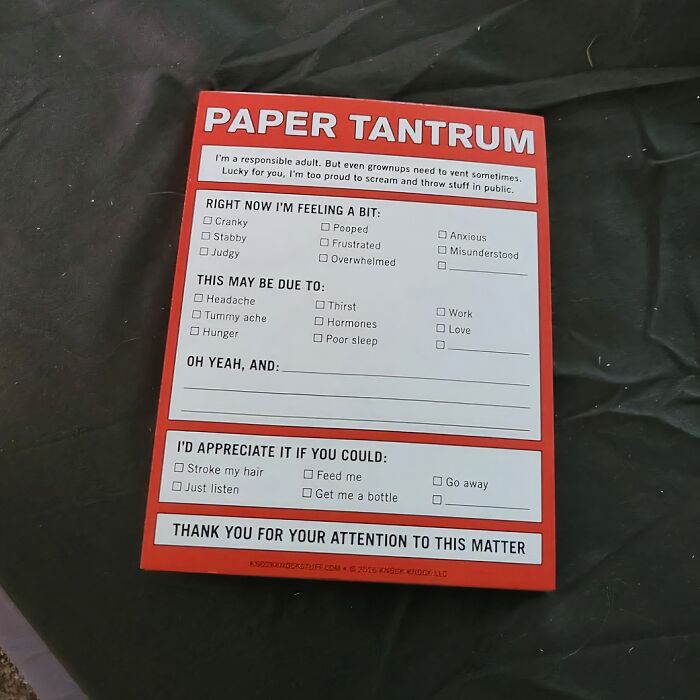 PAPER TANTRUM
I'm a responsible adult. But even grownups need to vent sometimes.
Lucky for you, I'm too proud to scream and throw stuff in public.
RIGHT NOW I'M FEELING A BIT:
Cranky Pooped Anxious
Stabby Frustrated Misunderstood
Judgy Overwhelmed
THIS MAY BE DUE TO:
Headache Thirst Work
Tummy ache Hormones Love
Hunger Poor sleep
OH YEAH, AND:
I'D APPRECIATE IT IF YOU COULD:
Stroke my hair Feed me Go away
Just listen Get me a bottle
THANK YOU FOR YOUR ATTENTION TO THIS MATTER
KNOCKKNOCKSTUFF.COM • © 2016 KNOCK KNOCK LLC